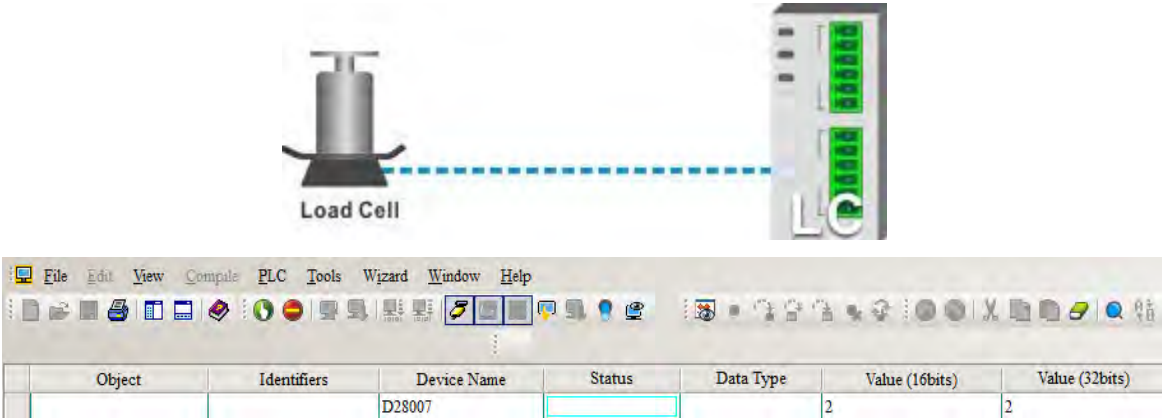 Load Cell
LC
File Edit View Compile PLC Tools Wizard Window Help
Object Identifiers Device Name Status Data Type Value (16bits) Value (32bits)
D28007 2 2